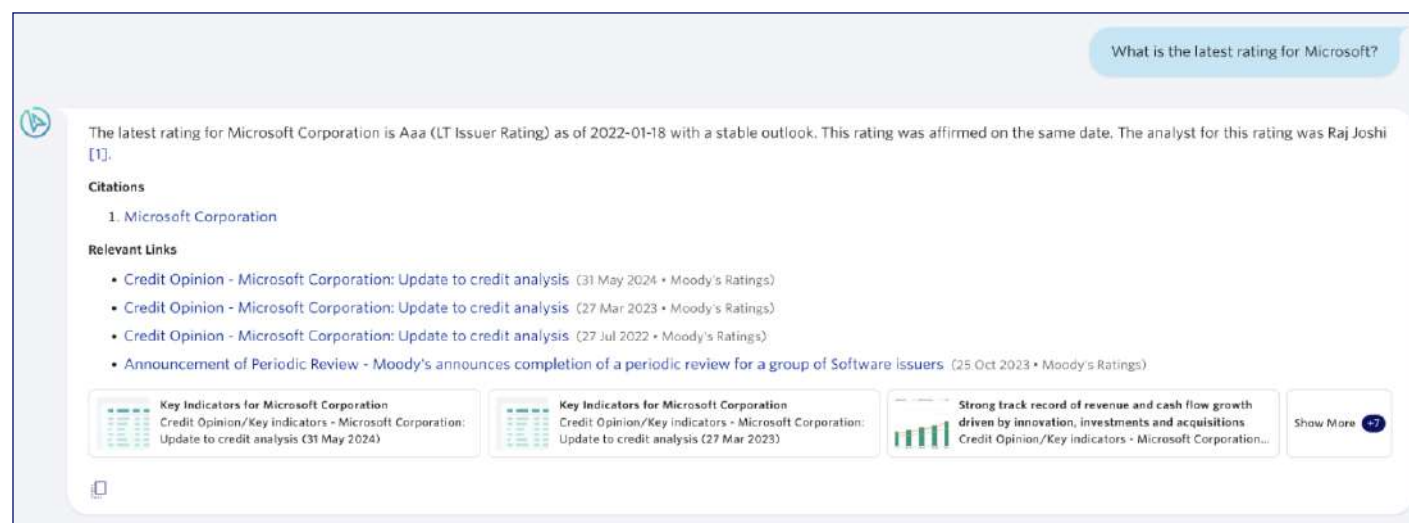 What is the latest rating for Microsoft?
The latest rating for Microsoft Corporation is Aaa (LT Issuer Rating) as of 2022-01-18 with a stable outlook. This rating was affirmed on the same date. The analyst for this rating was Raj Joshi
[1].
Citations
1. Microsoft Corporation
Relevant Links
• Credit Opinion - Microsoft Corporation: Update to credit analysis (31 May 2024 • Moody's Ratings)
• Credit Opinion - Microsoft Corporation: Update to credit analysis (27 Mar 2023 • Moody's Ratings)
• Credit Opinion - Microsoft Corporation: Update to credit analysis (27 Jul 2022 • Moody's Ratings)
• Announcement of Periodic Review - Moody's announces completion of a periodic review for a group of Software issuers (25 Oct 2023 • Moody's Ratings)
Key Indicators for Microsoft Corporation
Credit Opinion/Key indicators - Microsoft Corporation:
Update to credit analysis (31 May 2024)
Key Indicators for Microsoft Corporation
Credit Opinion/Key indicators - Microsoft Corporation:
Update to credit analysis (27 Mar 2023)
Strong track record of revenue and cash flow growth
driven by innovation, investments and acquisitions
Credit Opinion/Key indicators - Microsoft Corporation...
Show More +7